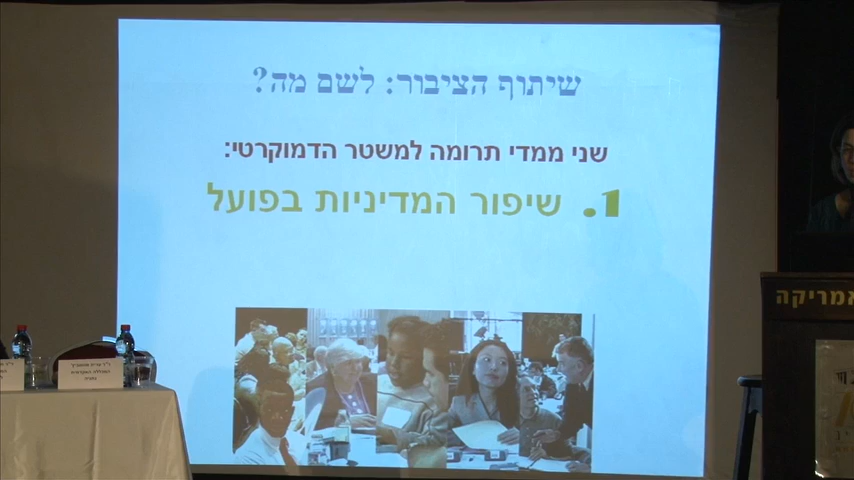 שיתוף הציבור: לשם מה?
שני ממדי תרומה למשטר הדמוקרטי:
1. שיפור המדיניות בפועל
אמריקה